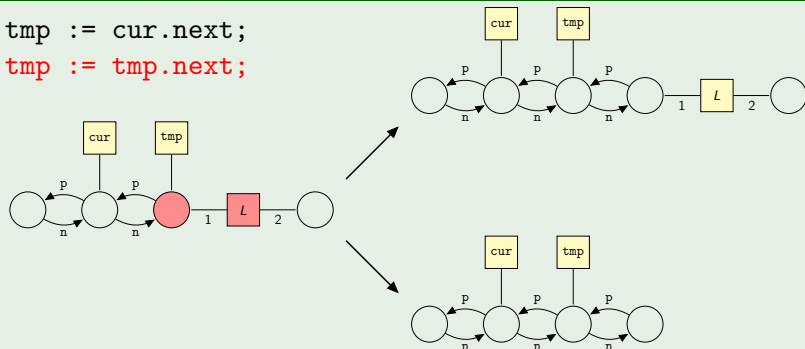 tmp := cur.next;
tmp := tmp.next;
cur tmp
p p p
n n n
1 L 2
cur tmp
p p
n n
1 L 2
cur tmp
p p p
n n n